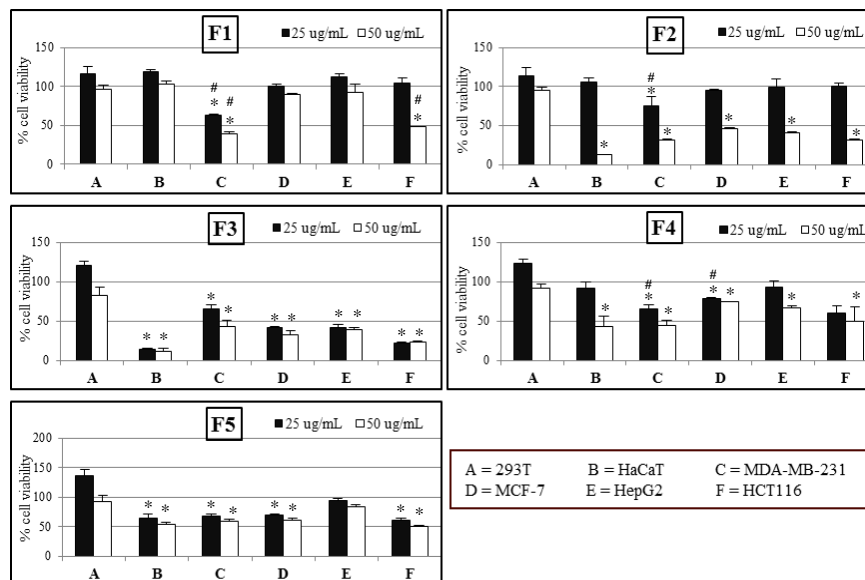 F1
25 ug/mL 50 ug/mL
% cell viability
150
100
50
0
#
*
#
*
#
*
A B C D E F
F2
25 ug/mL 50 ug/mL
% cell viability
150
100
50
0
#
*
*
*
*
*
*
A B C D E F
F3
25 ug/mL 50 ug/mL
% cell viability
150
100
50
0
* * * * * * * * * *
A B C D E F
F4
25 ug/mL 50 ug/mL
% cell viability
150
100
50
0
# # #
* * * * * * *
A B C D E F
F5
25 ug/mL 50 ug/mL
% cell viability
200
150
100
50
0
* * * * * * * *
A B C D E F
A = 293T B = HaCaT C = MDA-MB-231
D = MCF-7 E = HepG2 F = HCT116